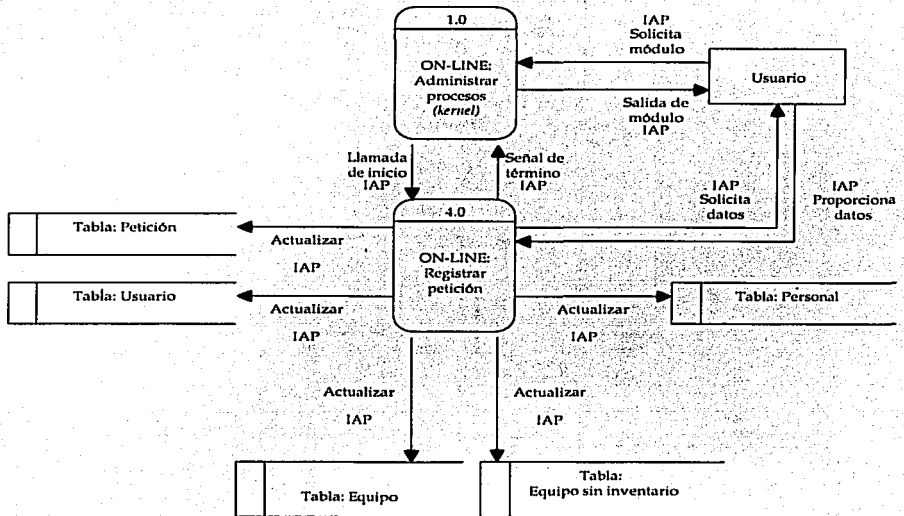 1.0
ON-LINE:
Administrar
procesos
(kernel)
IAP
Solicita
módulo
Usuario
Salida de
módulo
IAP
Llamada
de inicio
IAP
Señal de
término
IAP
IAP
Solicita
datos
IAP
Proporciona
datos
4.0
ON-LINE:
Registrar
petición
Tabla: Petición
Actualizar
IAP
Tabla: Usuario
Actualizar
IAP
Actualizar
IAP
Tabla: Personal
Actualizar
IAP
Actualizar
IAP
Tabla: Equipo
Tabla:
Equipo sin inventario